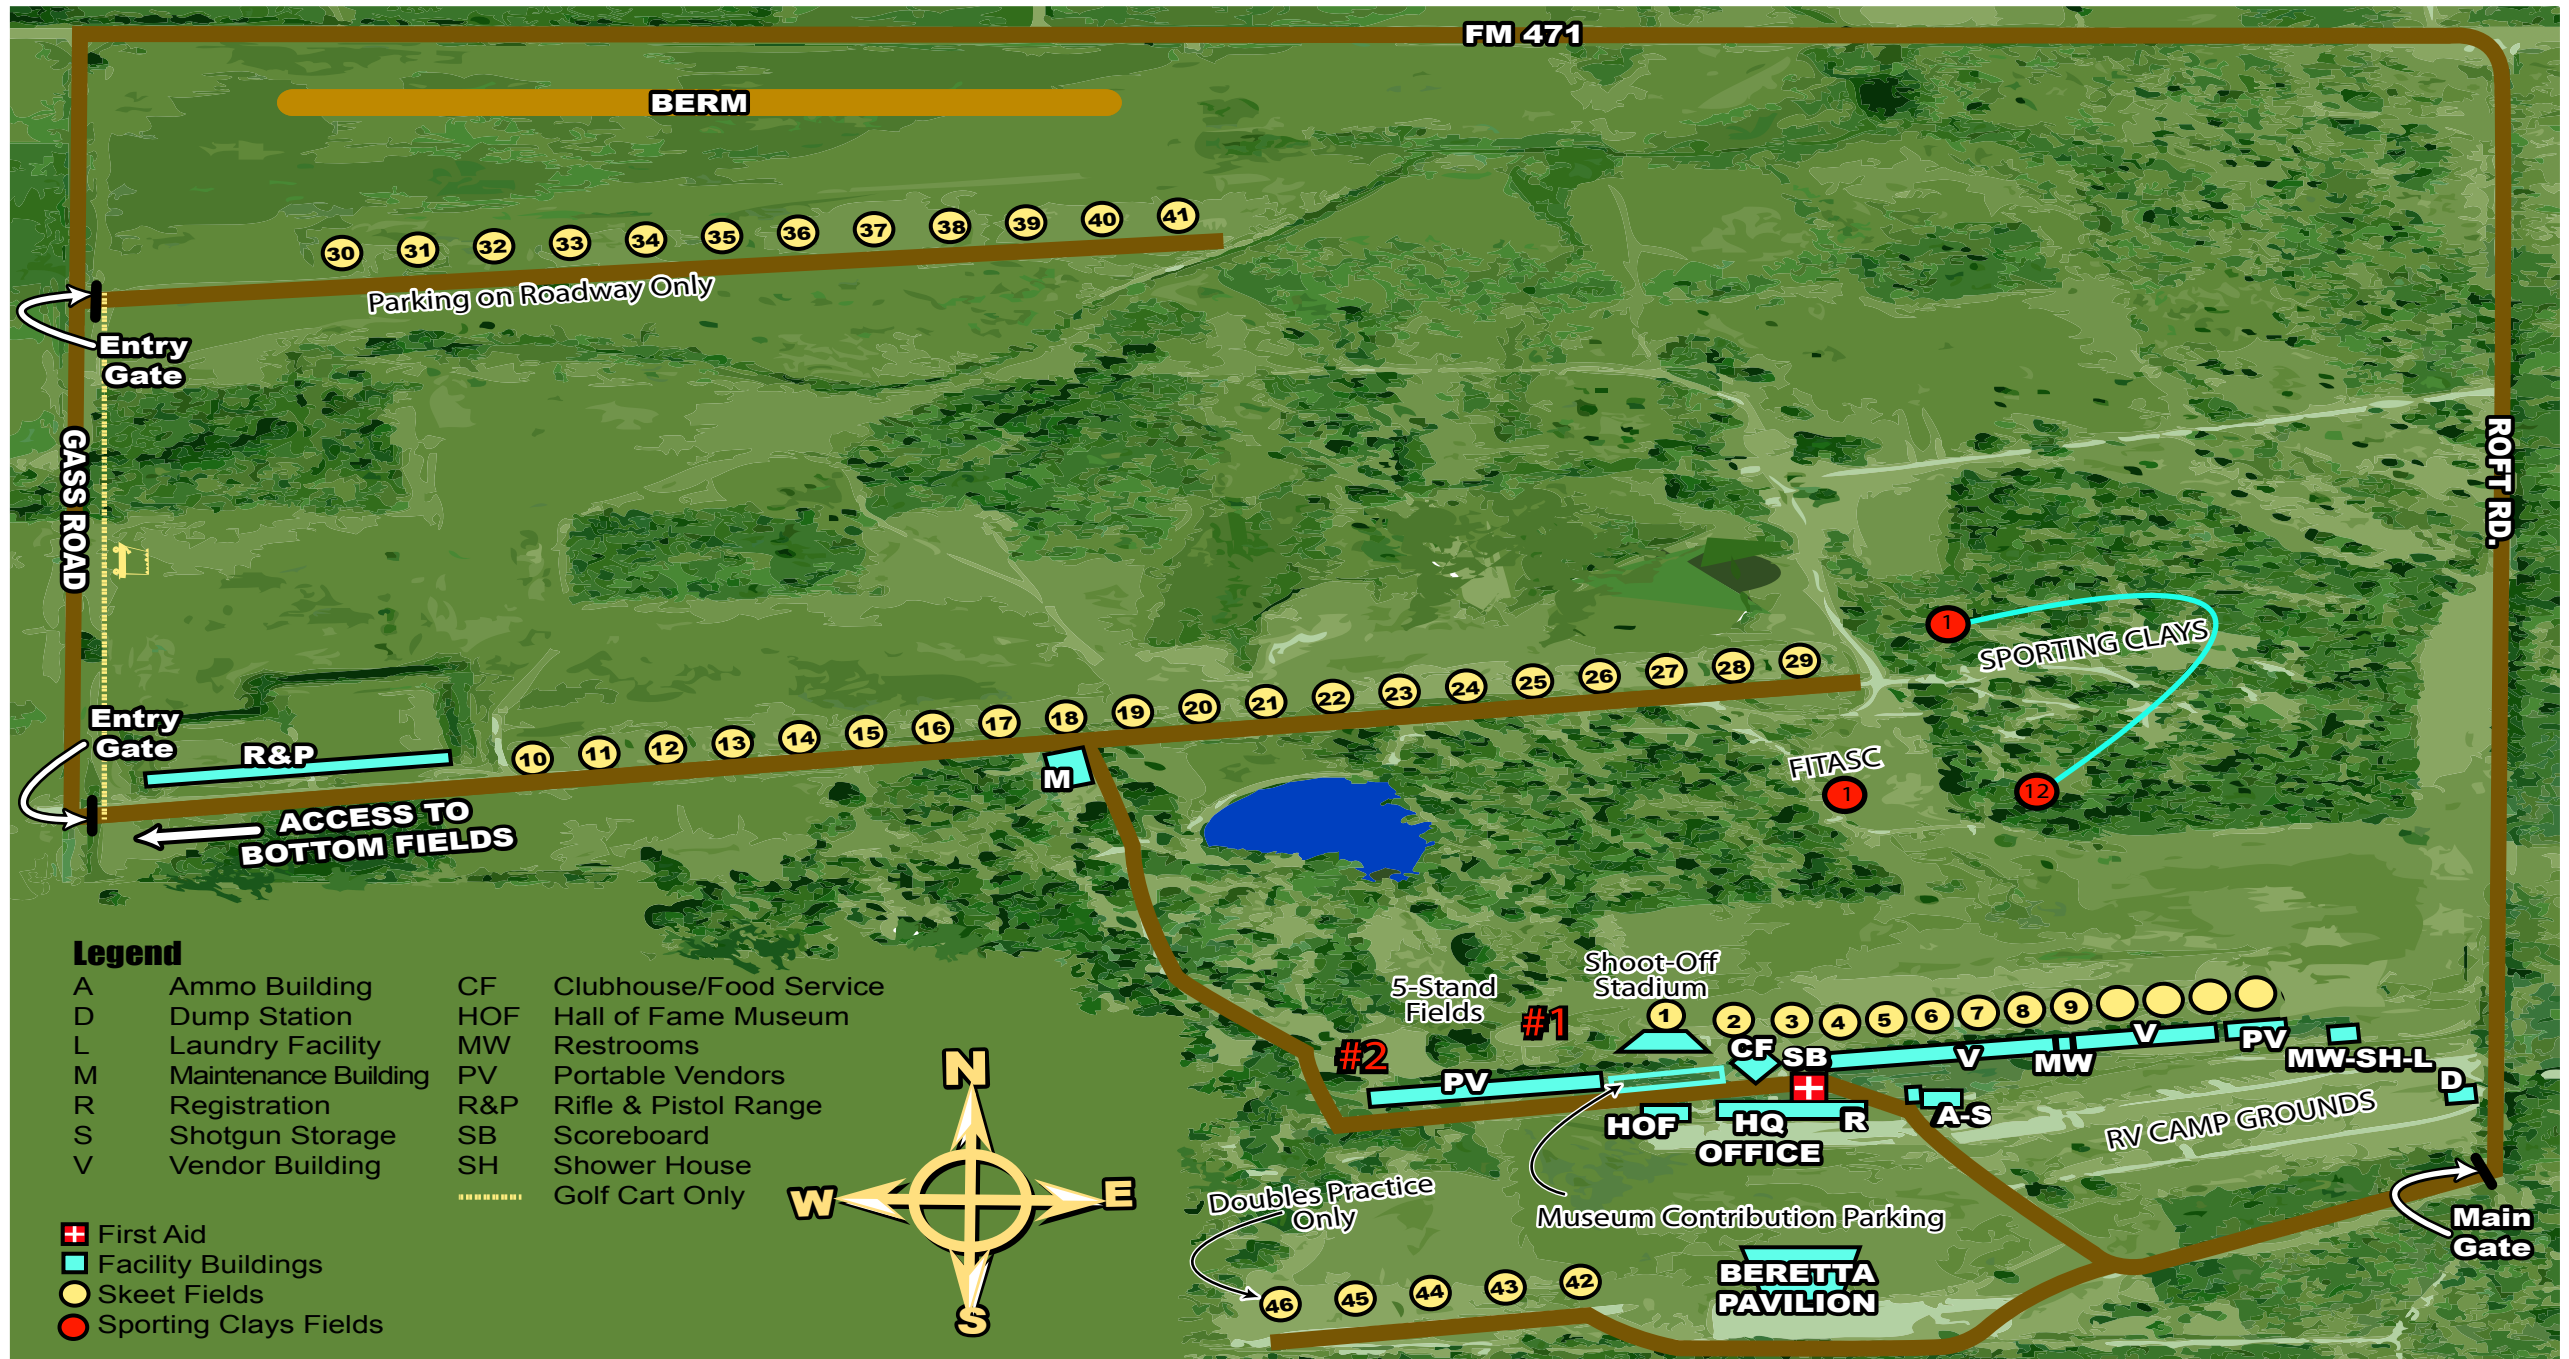 FM 471
BERM
30 31 32 33 34 35 36 37 38 39 40 41
Parking on Roadway Only
Entry
Gate
GASS ROAD
ROFT RD.
1
SPORTING CLAYS
12
FITASC
1
10 11 12 13 14 15 16 17 18 19 20 21 22 23 24 25 26 27 28 29
Entry
Gate
R&P
M
ACCESS TO
BOTTOM FIELDS
Legend
A Ammo Building
D Dump Station
L Laundry Facility
M Maintenance Building
R Registration
S Shotgun Storage
V Vendor Building
CF Clubhouse/Food Service
HOF Hall of Fame Museum
MW Restrooms
PV Portable Vendors
R&P Rifle & Pistol Range
SB Scoreboard
SH Shower House
Golf Cart Only
First Aid
Facility Buildings
Skeet Fields
Sporting Clays Fields
N
W
E
S
5-Stand
Fields
#1
#2
Shoot-Off
Stadium
1 2 3 4 5 6 7 8 9
CF
SB
V
MW
V
PV
MW-SH-L
D
PV
HOF
HQ
R
OFFICE
A-S
RV CAMP GROUNDS
Doubles Practice
Only
Museum Contribution Parking
46 45 44 43 42
BERETTA
PAVILION
Main
Gate